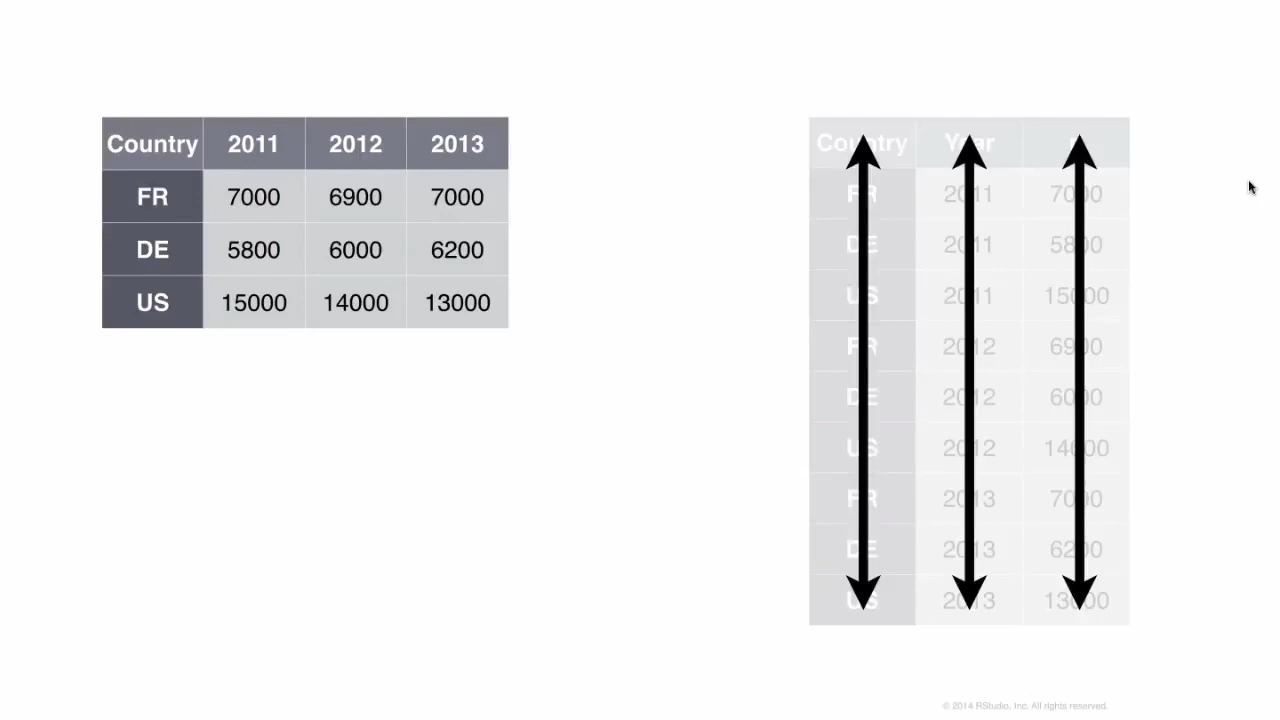 Country 2011 2012 2013
FR 7000 6900 7000
DE 5800 6000 6200
US 15000 14000 13000
Country Year
FR 2011 7000
DE 2011 5800
US 2011 15000
FR 2012 6900
DE 2012 6000
US 2012 14000
FR 2013 7000
DE 2013 6200
US 2013 13000
© 2014 RStudio, Inc. All rights reserved.